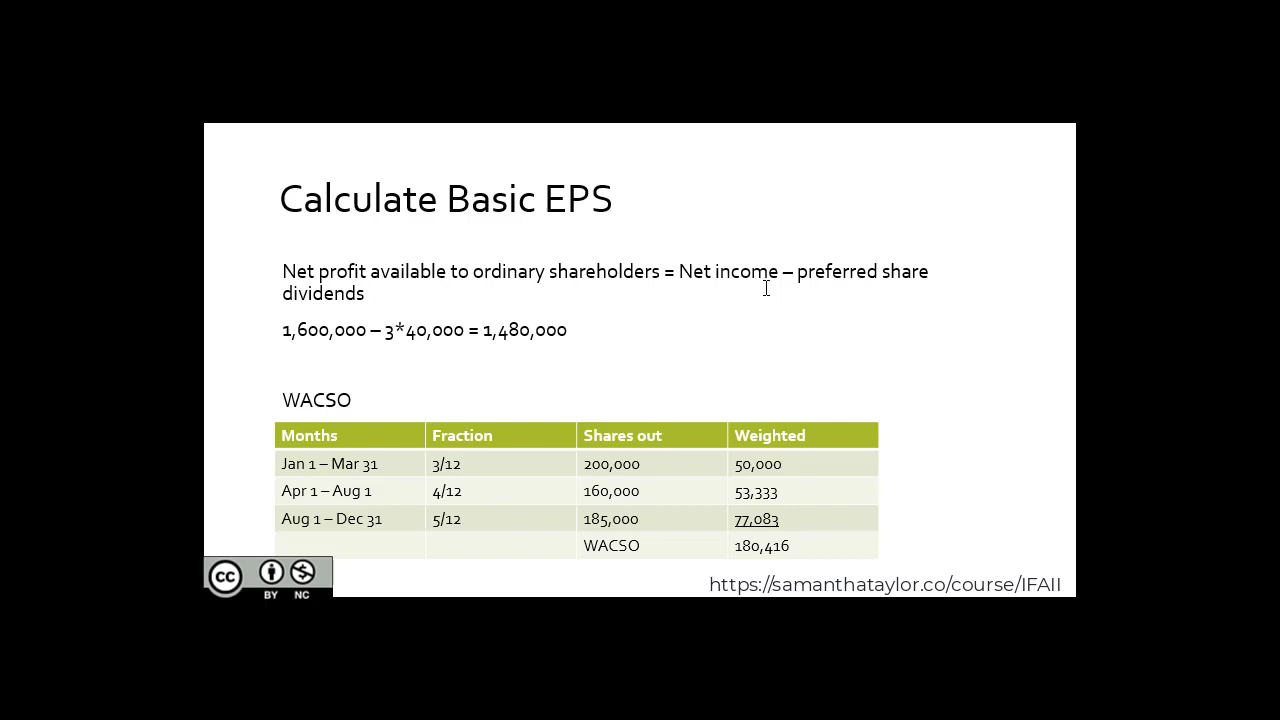 Calculate Basic EPS
Net profit available to ordinary shareholders = Net income – preferred share
dividends
1,600,000 – 3*40,000 = 1,480,000
WACSO
Months Fraction Shares out Weighted
Jan 1 – Mar 31 3/12 200,000 50,000
Apr 1 – Aug 1 4/12 160,000 53,333
Aug 1 – Dec 31 5/12 185,000 77,083
WACSO 180,416
cc BY NC
https://samanthataylor.co/course/IFAII